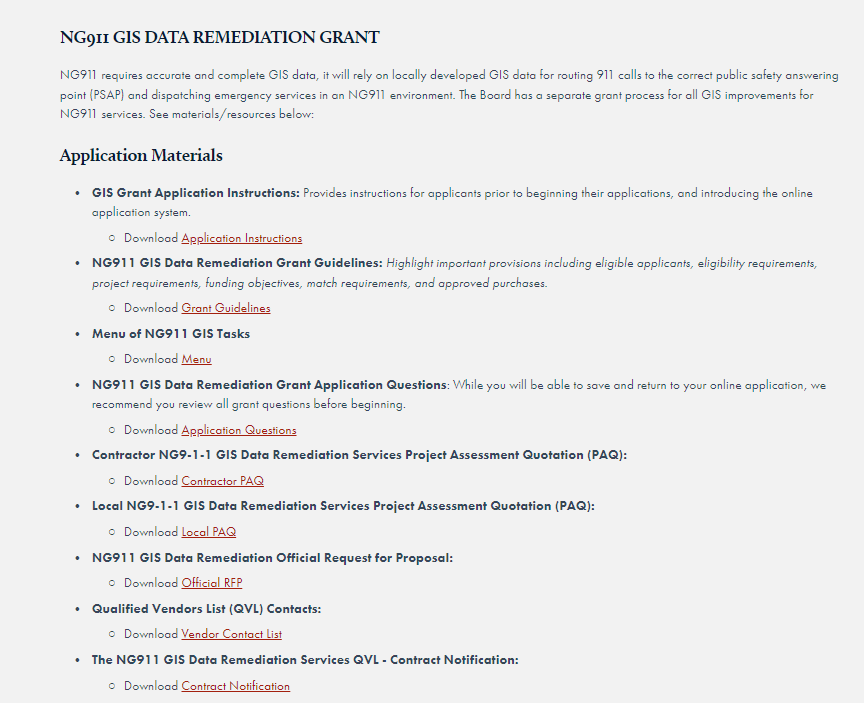 NG911 GIS DATA REMEDIATION GRANT
NG911 requires accurate and complete GIS data, it will rely on locally developed GIS data for routing 911 calls to the correct public safety answering
point (PSAP) and dispatching emergency services in an NG911 environment. The Board has a separate grant process for all GIS improvements for
NG911 services. See materials/resources below:
Application Materials
• GIS Grant Application Instructions: Provides instructions for applicants prior to beginning their applications, and introducing the online
application system.
○ Download Application Instructions
• NG911 GIS Data Remediation Grant Guidelines: Highlight important provisions including eligible applicants, eligibility requirements,
project requirements, funding objectives, match requirements, and approved purchases.
○ Download Grant Guidelines
• Menu of NG911 GIS Tasks
○ Download Menu
• NG911 GIS Data Remediation Grant Application Questions: While you will be able to save and return to your online application, we
recommend you review all grant questions before beginning.
○ Download Application Questions
• Contractor NG9-1-1 GIS Data Remediation Services Project Assessment Quotation (PAQ):
○ Download Contractor PAQ
• Local NG9-1-1 GIS Data Remediation Services Project Assessment Quotation (PAQ):
○ Download Local PAQ
• NG911 GIS Data Remediation Official Request for Proposal:
○ Download Official RFP
• Qualified Vendors List (QVL) Contacts:
○ Download Vendor Contact List
• The NG911 GIS Data Remediation Services QVL - Contract Notification:
○ Download Contract Notification